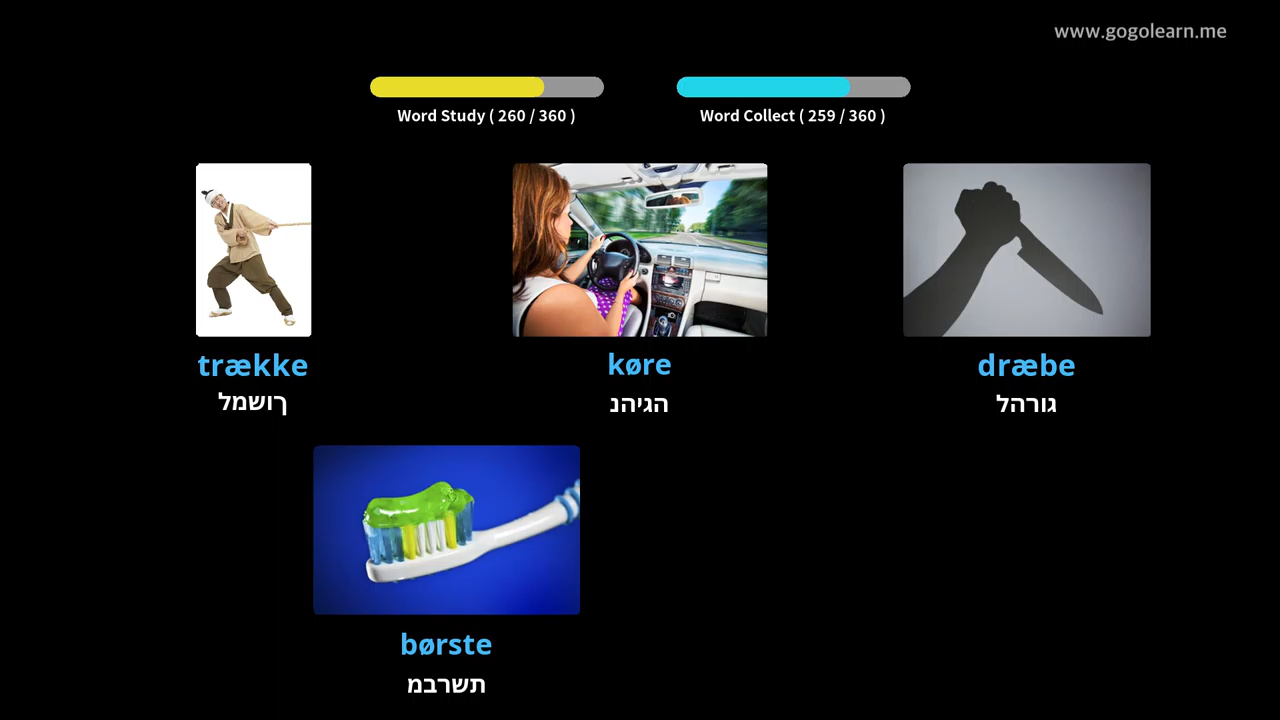 www.gogolearn.me
Word Study ( 260 / 360 )
Word Collect ( 259 / 360 )
trække
ךושמל
køre
הגיהנ
dræbe
גורהל
børste
תשרבמ